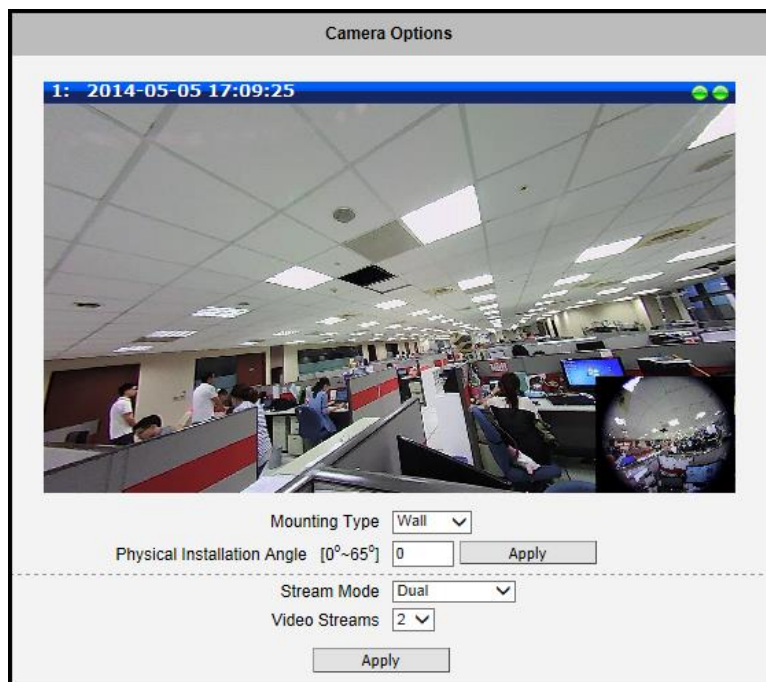 Camera Options
1: 2014-05-05 17:09:25
Mounting Type Wall
Physical Installation Angle [0°~65°] 0 Apply
Stream Mode Dual
Video Streams 2
Apply